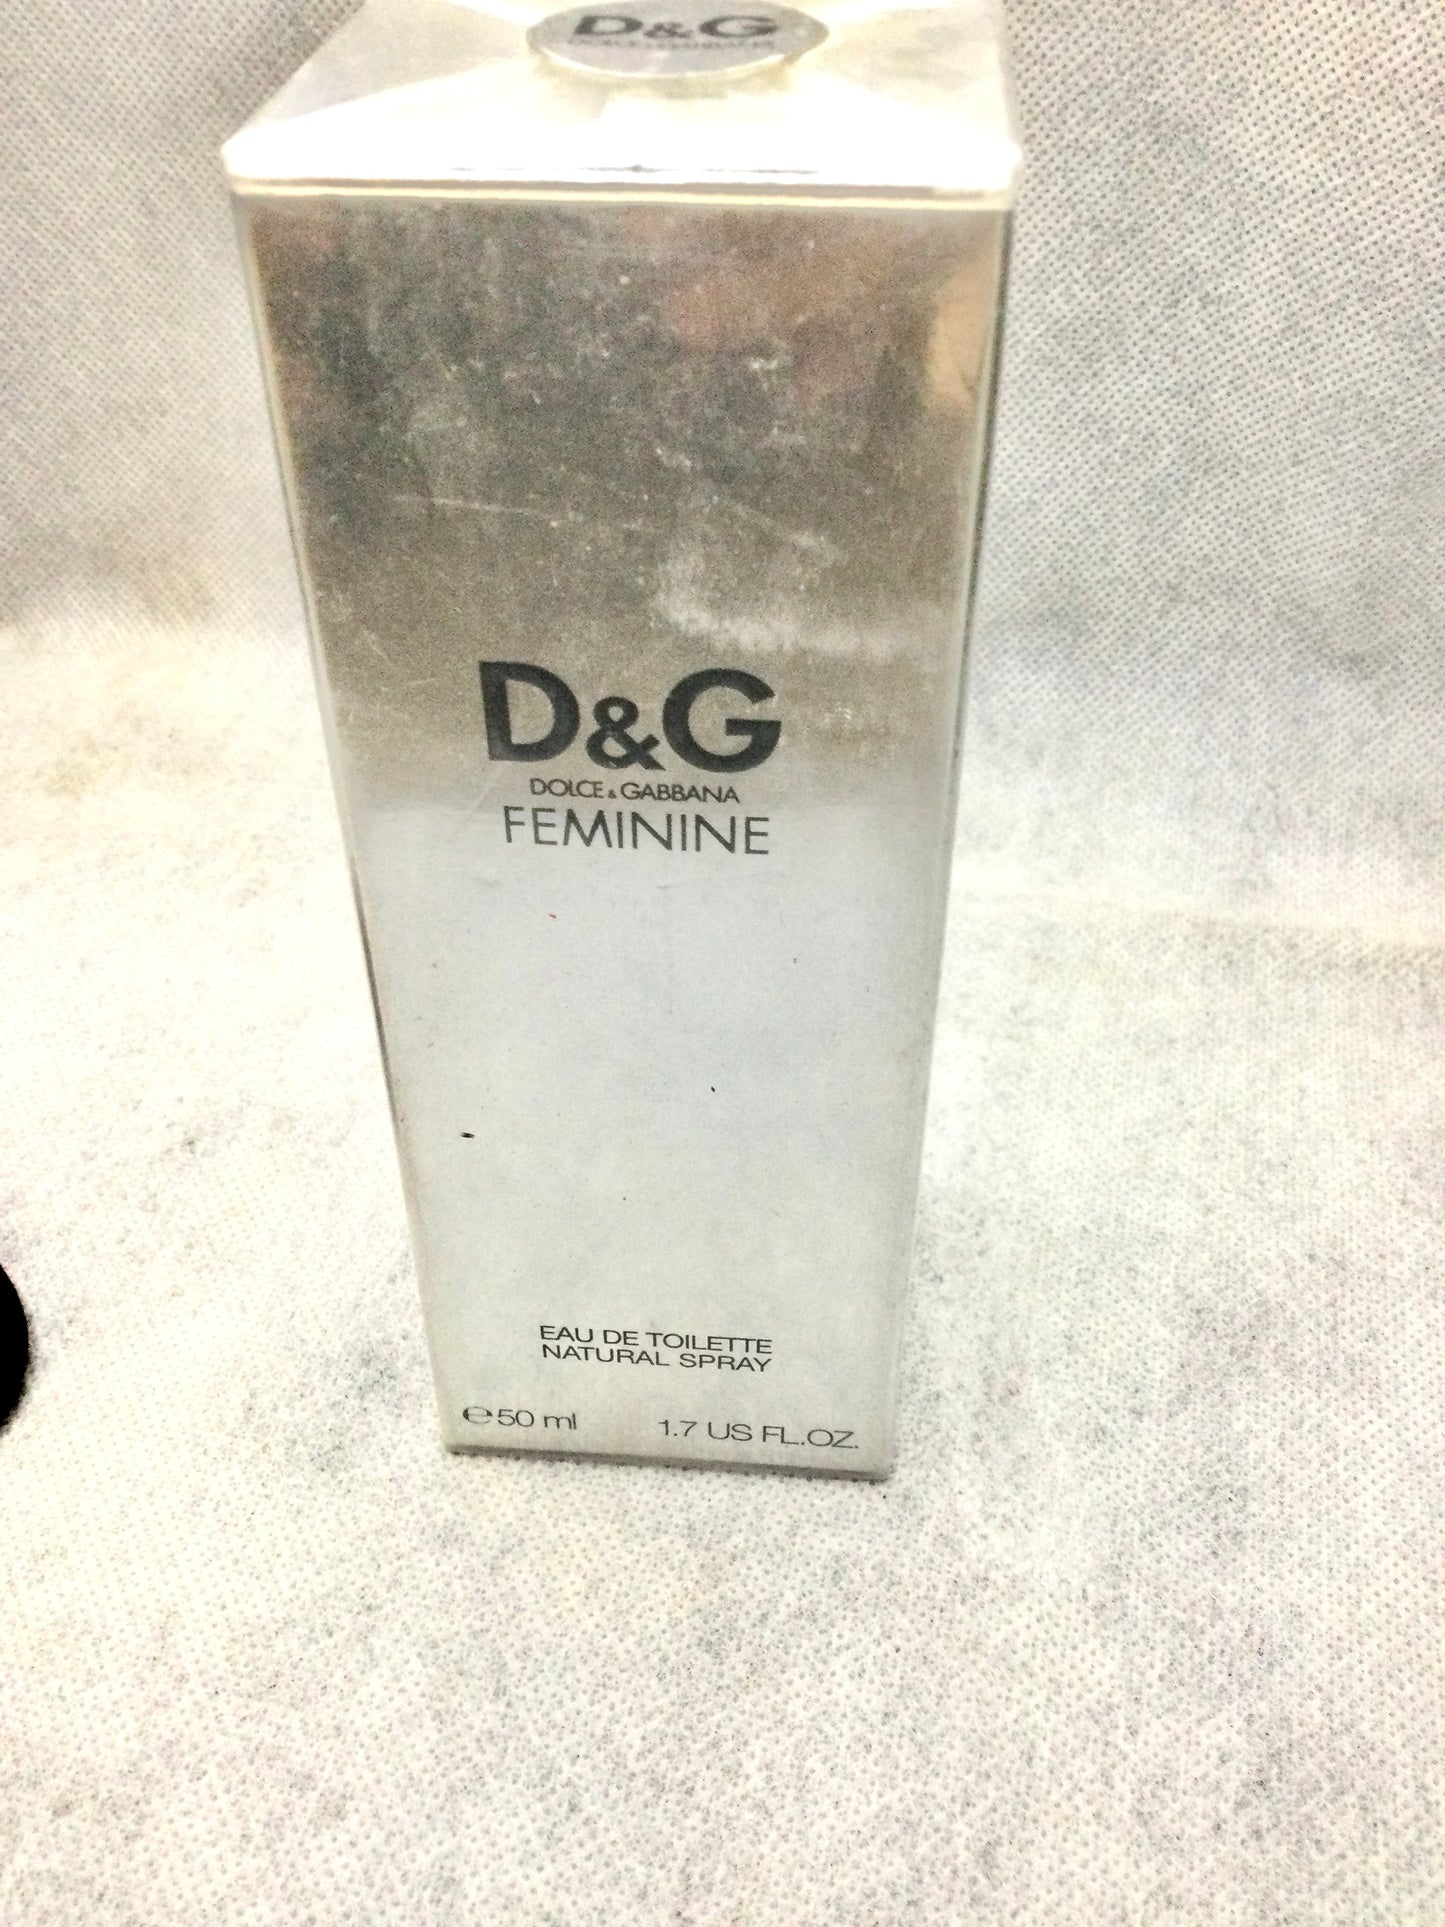 D&G
D&G
DOLCE & GABBANA
FEMININE
EAU DE TOILETTE
NATURAL SPRAY
℮50 ml 1.7 US FL.OZ.